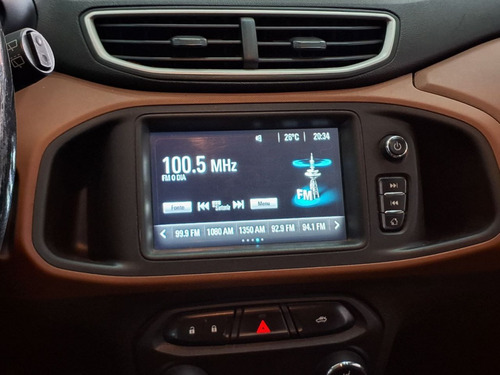 26°C 20:34
100.5 MHz
FM O DIA
Fonte Menu
FM
99.9 FM 1080 AM 1350 AM 92.9 FM 94.1 FM